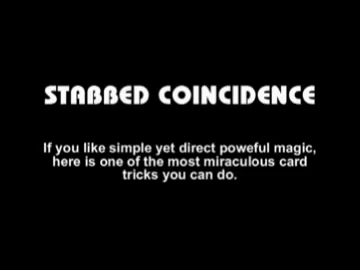 STABBED COINCIDENCE
If you like simple yet direct poweful magic,
here is one of the most miraculous card
tricks you can do.